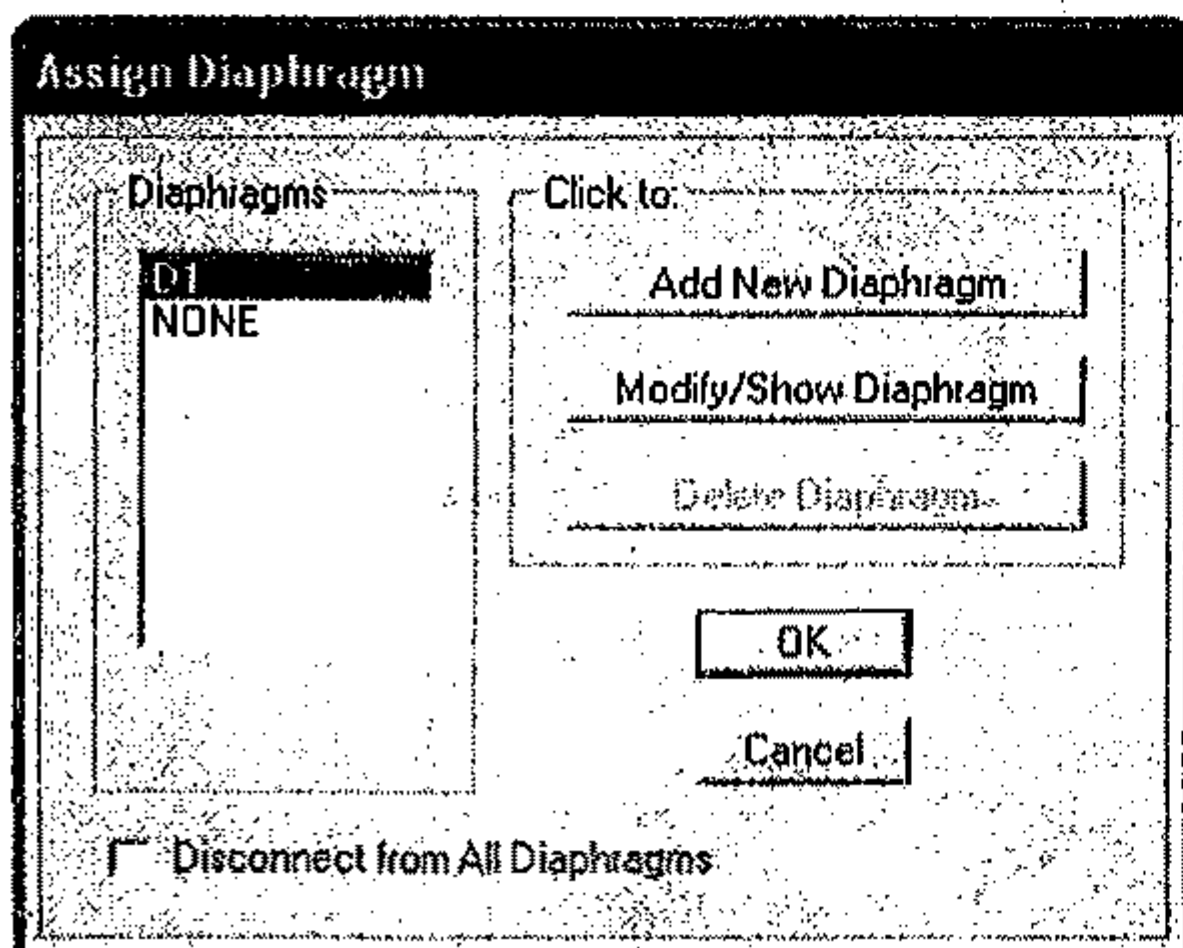 Assign Diaphragm
Diaphragms
D1
NONE
Click to:
Add New Diaphragm
Modify/Show Diaphragm
Delete Diaphragm
OK
Cancel
Disconnect from All Diaphragms